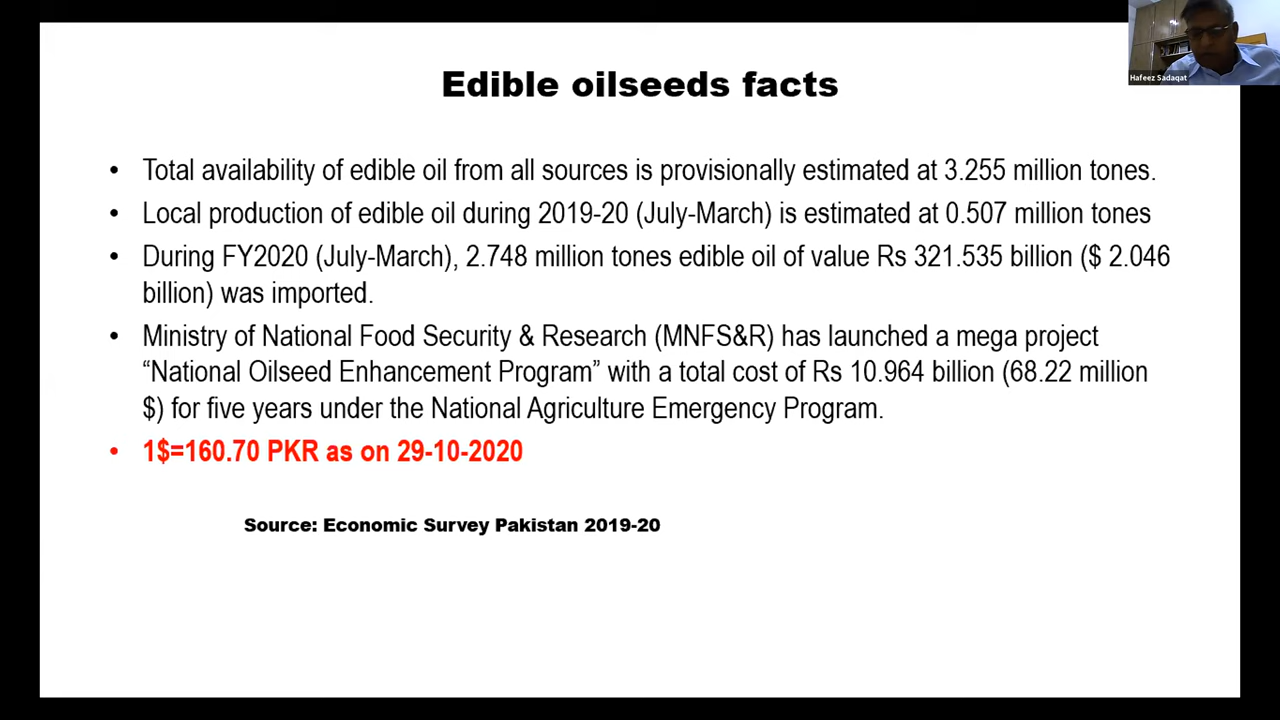 Edible oilseeds facts
Hafeez Sadaqat
• Total availability of edible oil from all sources is provisionally estimated at 3.255 million tones.
• Local production of edible oil during 2019-20 (July-March) is estimated at 0.507 million tones
• During FY2020 (July-March), 2.748 million tones edible oil of value Rs 321.535 billion ($ 2.046
billion) was imported.
• Ministry of National Food Security & Research (MNFS&R) has launched a mega project
“National Oilseed Enhancement Program” with a total cost of Rs 10.964 billion (68.22 million
$) for five years under the National Agriculture Emergency Program.
• 1$=160.70 PKR as on 29-10-2020
Source: Economic Survey Pakistan 2019-20